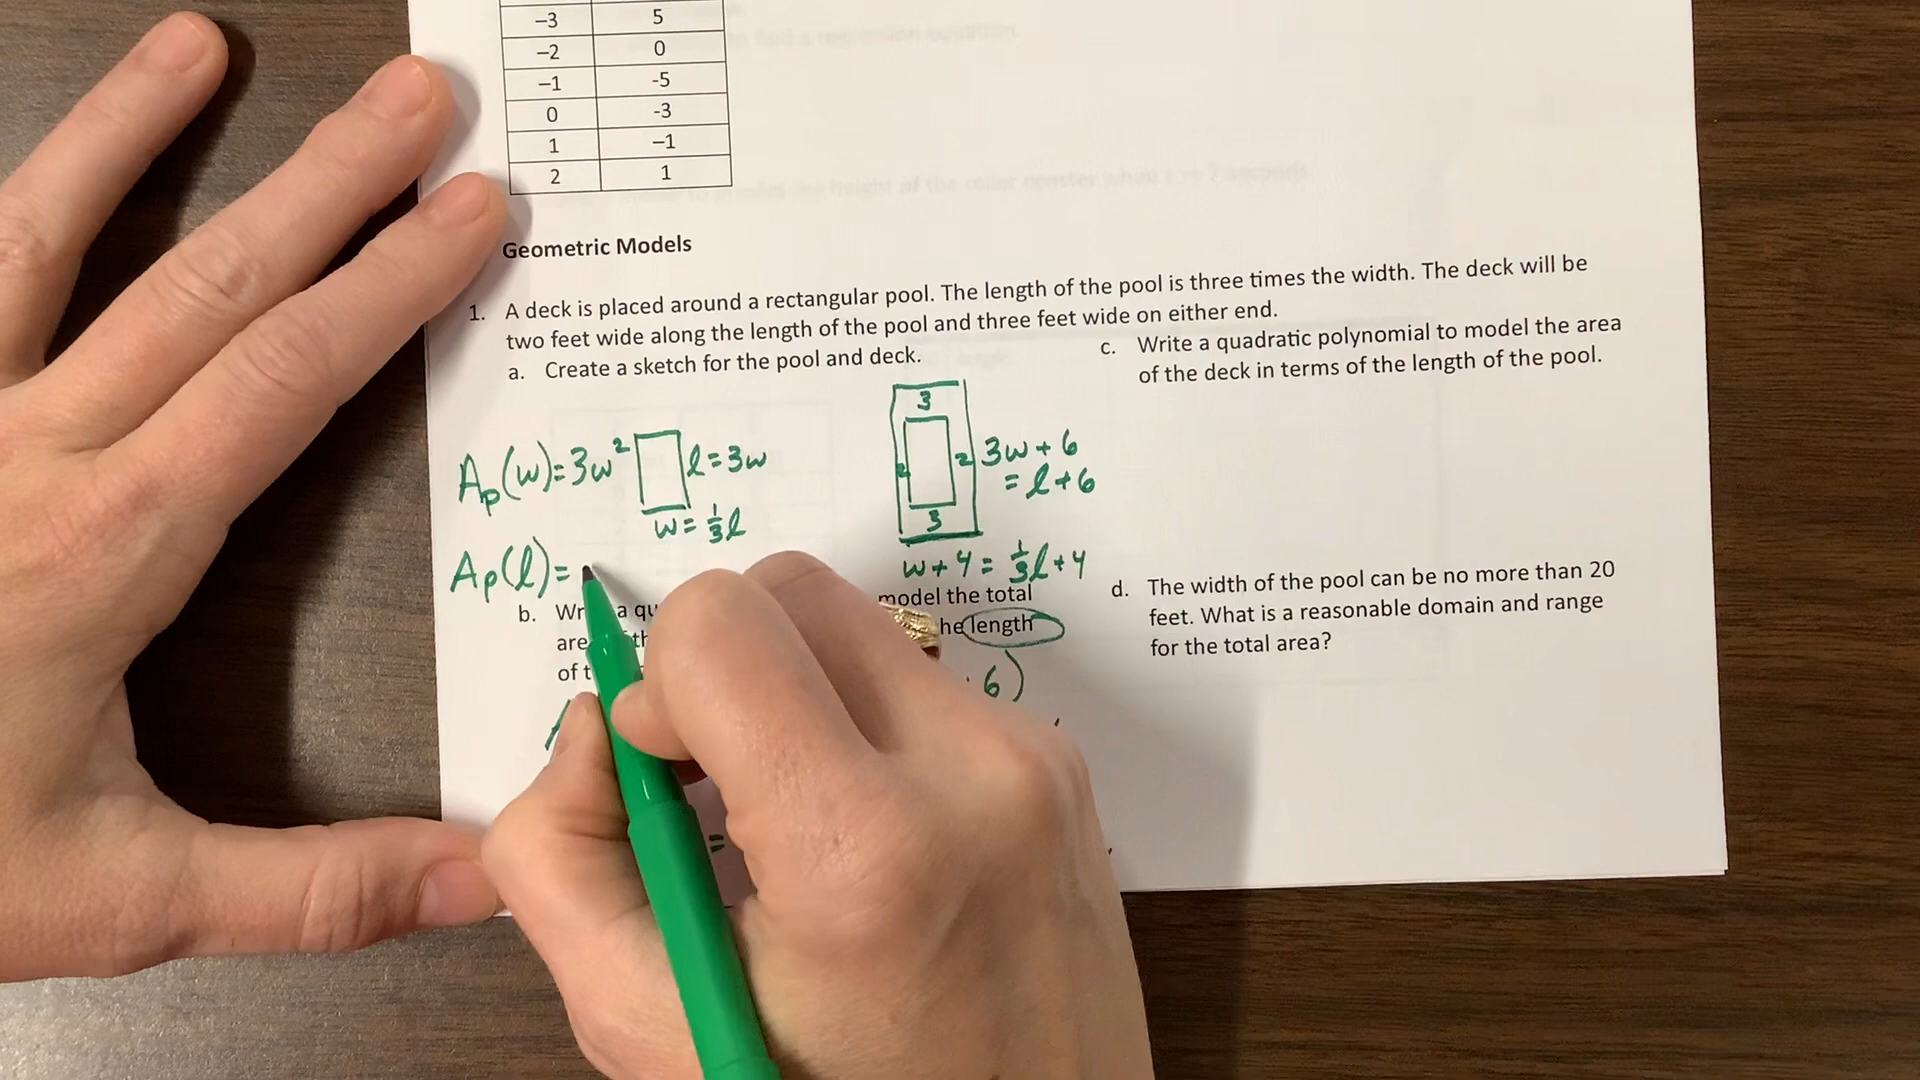 –3 5
–2 0
–1 -5
0 -3
1 –1
2 1
Geometric Models
1. A deck is placed around a rectangular pool. The length of the pool is three times the width. The deck will be
two feet wide along the length of the pool and three feet wide on either end.
a. Create a sketch for the pool and deck.
Ap(w)=3w² l=3w
w=⅓l
Ap(l)=
3
2 2 3w+6
=l+6
3
w+4=⅓l+4
b. Wr a qu model the total
are th he length
of t
6)
=
c. Write a quadratic polynomial to model the area
of the deck in terms of the length of the pool.
d. The width of the pool can be no more than 20
feet. What is a reasonable domain and range
for the total area?